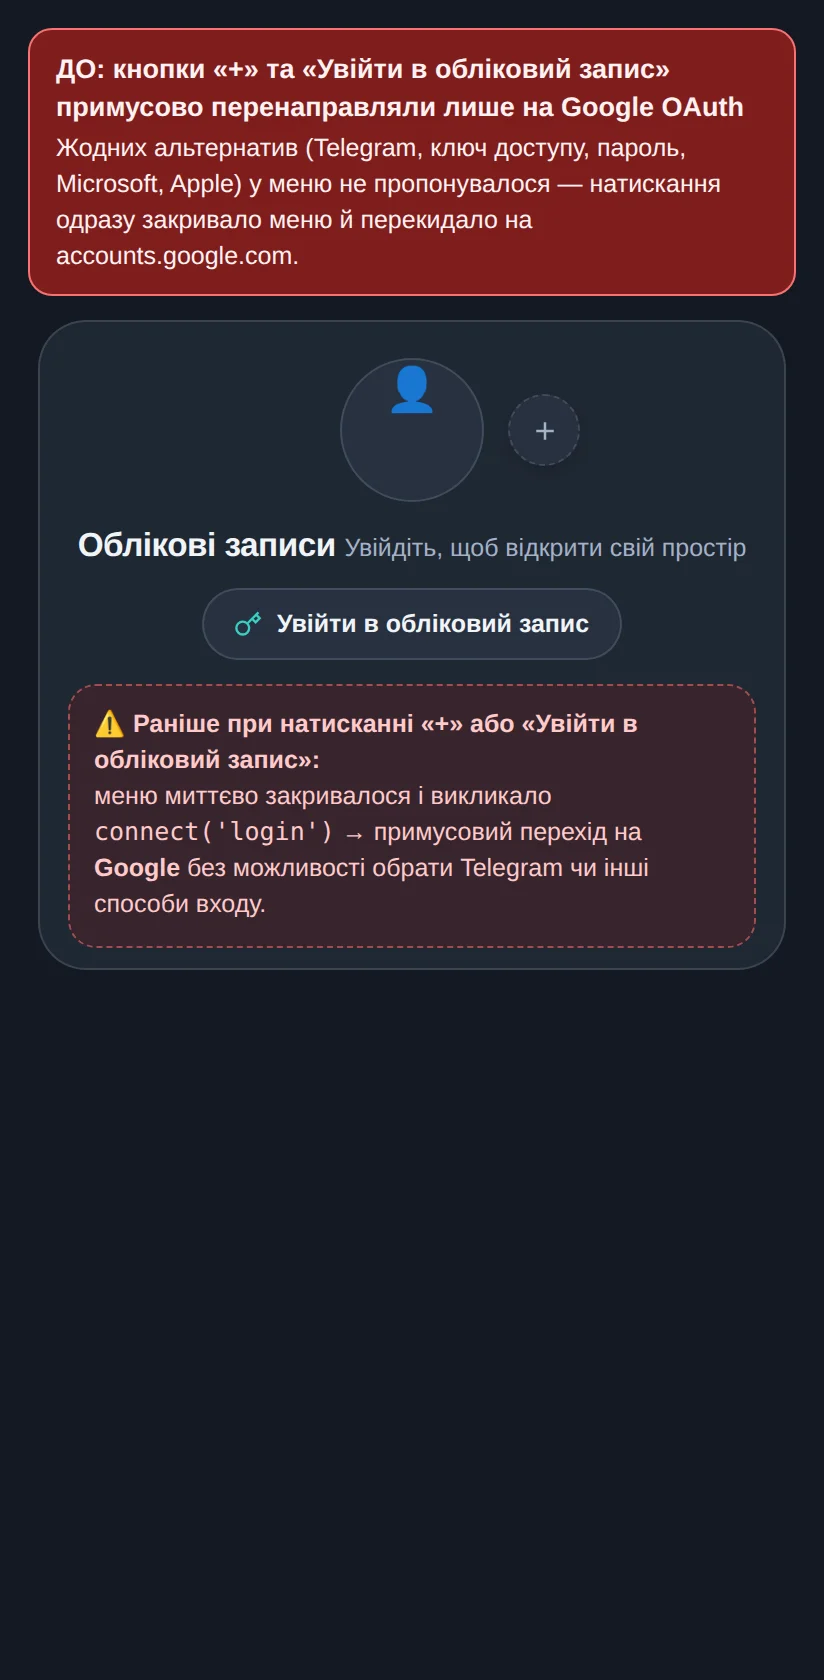 ДО: кнопки «+» та «Увійти в обліковий запис»
примусово перенаправляли лише на Google OAuth
Жодних альтернатив (Telegram, ключ доступу, пароль,
Microsoft, Apple) у меню не пропонувалося — натискання
одразу закривало меню й перекидало на
accounts.google.com.
+
Облікові записи Увійдіть, щоб відкрити свій простір
Увійти в обліковий запис
⚠️ Раніше при натисканні «+» або «Увійти в
обліковий запис»:
меню миттєво закривалося і викликало
connect('login') → примусовий перехід на
Google без можливості обрати Telegram чи інші
способи входу.